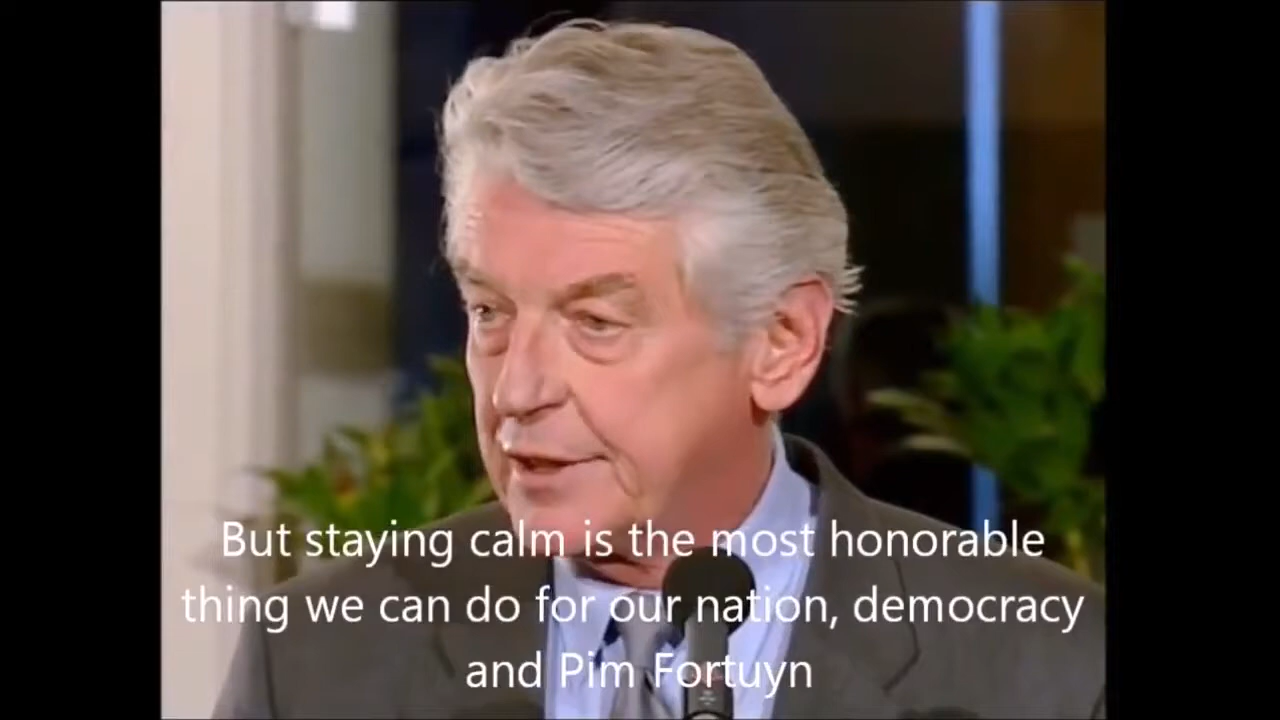 But staying calm is the most honorable
thing we can do for our nation, democracy
and Pim Fortuyn